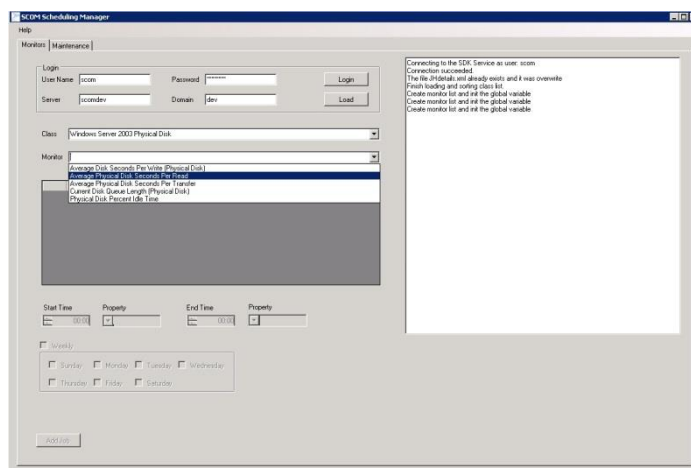 SCOM Scheduling Manager
Help
Monitors Maintenance
Login
User Name scom Password ******** Login
Server scomdev Domain dev Load
Class Windows Server 2003 Physical Disk
Monitor
Average Disk Seconds Per Write (Physical Disk)
Average Physical Disk Seconds Per Read
Average Physical Disk Seconds Per Transfer
Current Disk Queue Length (Physical Disk)
Physical Disk Percent Idle Time
Start Time Property End Time Property
00:00 00:00
Weekly
Sunday Monday Tuesday Wednesday
Thursday Friday Saturday
Add Job
Connecting to the SDK Service as user: scom
Connection succeeded.
The file JHdetails.xml already exists and it was overwrite
Finish loading and sorting class list.
Create monitor list and init the global variable
Create monitor list and init the global variable
Create monitor list and init the global variable